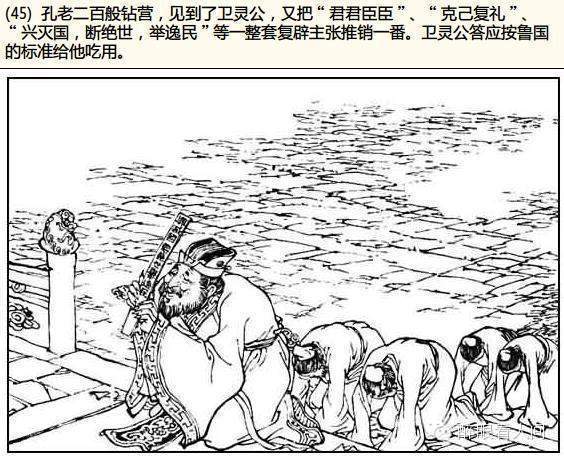 (45) 孔老二百般钻营，见到了卫灵公，又把“君君臣臣”、“克己复礼”、
“兴灭国，断绝世，举逸民”等一整套复辟主张推销一番。卫灵公答应按鲁国
的标准给他吃用。